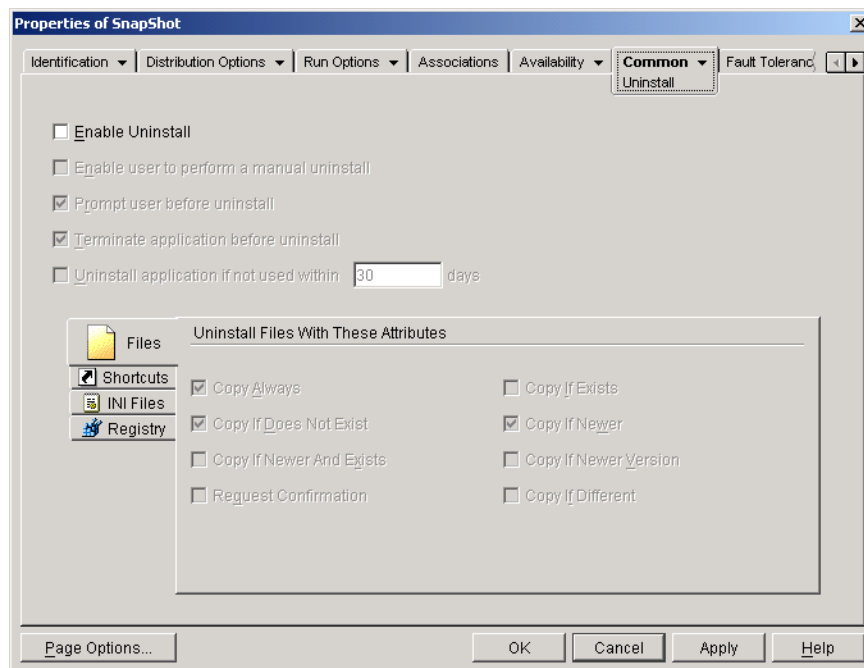 Properties of SnapShot
Identification Distribution Options Run Options Associations Availability Common Fault Toleranc
Uninstall
Enable Uninstall
Enable user to perform a manual uninstall
Prompt user before uninstall
Terminate application before uninstall
Uninstall application if not used within 30 days
Files
Shortcuts
INI Files
Registry
Uninstall Files With These Attributes
Copy Always Copy If Exists
Copy If Does Not Exist Copy If Newer
Copy If Newer And Exists Copy If Newer Version
Request Confirmation Copy If Different
Page Options... OK Cancel Apply Help